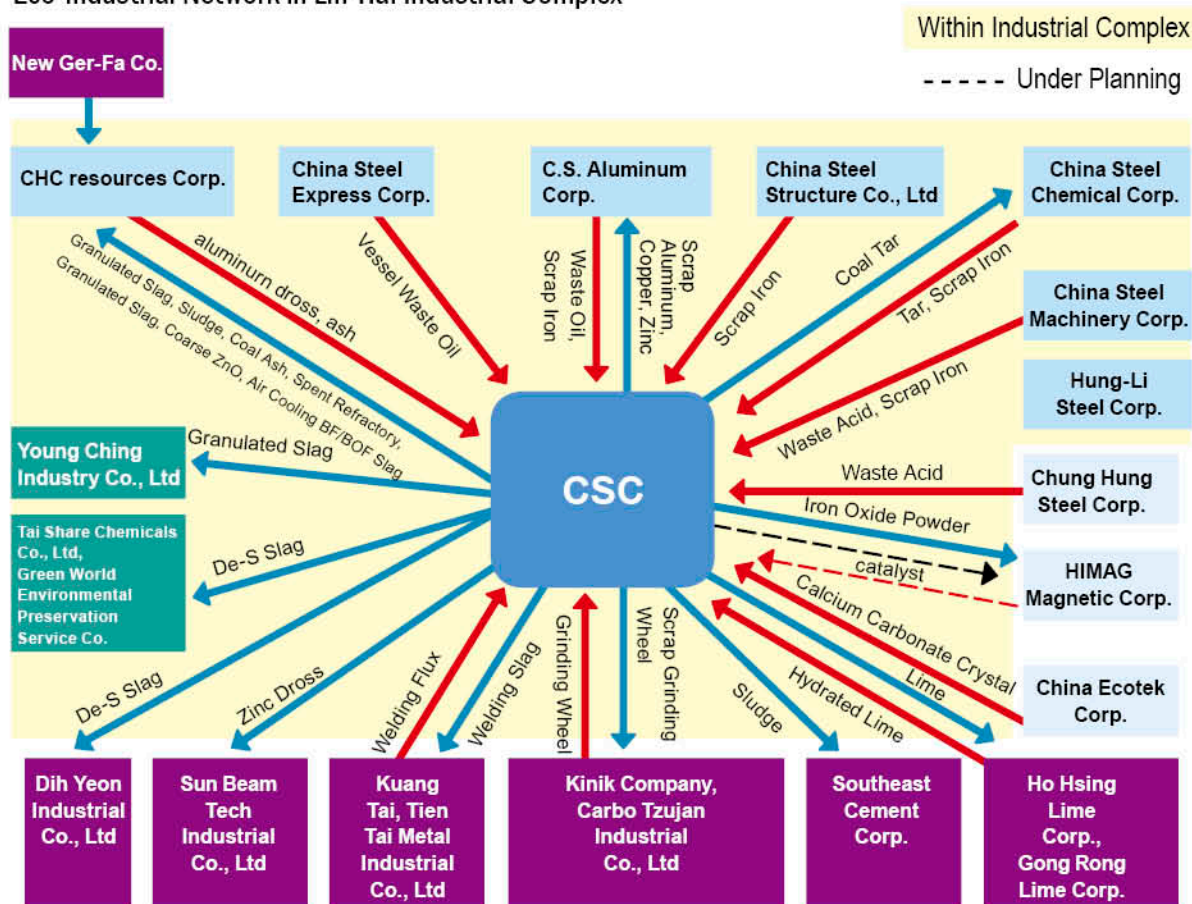 Eco-Industrial Network in Lin Hai Industrial Complex
Within Industrial Complex
- - - - - Under Planning
New Ger-Fa Co.
CHC resources Corp.
China Steel
Express Corp.
C.S. Aluminum
Corp.
China Steel
Structure Co., Ltd
China Steel
Chemical Corp.
aluminum dross, ash
Granulated Slag, Sludge, Coal Ash, Spent Refractory,
Granulated Slag, Coarse ZnO, Air Cooling BF/BOF Slag
Vessel Waste Oil
Waste Oil,
Scrap Iron
Scrap
Aluminum,
Copper, Zinc
Scrap Iron
Coal Tar
Tar, Scrap Iron
China Steel
Machinery Corp.
Waste Acid, Scrap Iron
Hung-Li
Steel Corp.
Young Ching
Industry Co., Ltd
Granulated Slag
CSC
Waste Acid
Chung Hung
Steel Corp.
Iron Oxide Powder
Tai Share Chemicals
Co., Ltd,
Green World
Environmental
Preservation
Service Co.
De-S Slag
catalyst
HIMAG
Magnetic Corp.
Calcium Carbonate Crystal
China Ecotek
Corp.
De-S Slag
Zinc Dross
Welding Flux
Welding Slag
Grinding Wheel
Scrap Grinding
Wheel
Sludge
Hydrated Lime
Lime
Dih Yeon
Industrial
Co., Ltd
Sun Beam
Tech
Industrial
Co., Ltd
Kuang
Tai, Tien
Tai Metal
Industrial
Co., Ltd
Kinik Company,
Carbo Tzujan
Industrial
Co., Ltd
Southeast
Cement
Corp.
Ho Hsing
Lime
Corp.,
Gong Rong
Lime Corp.